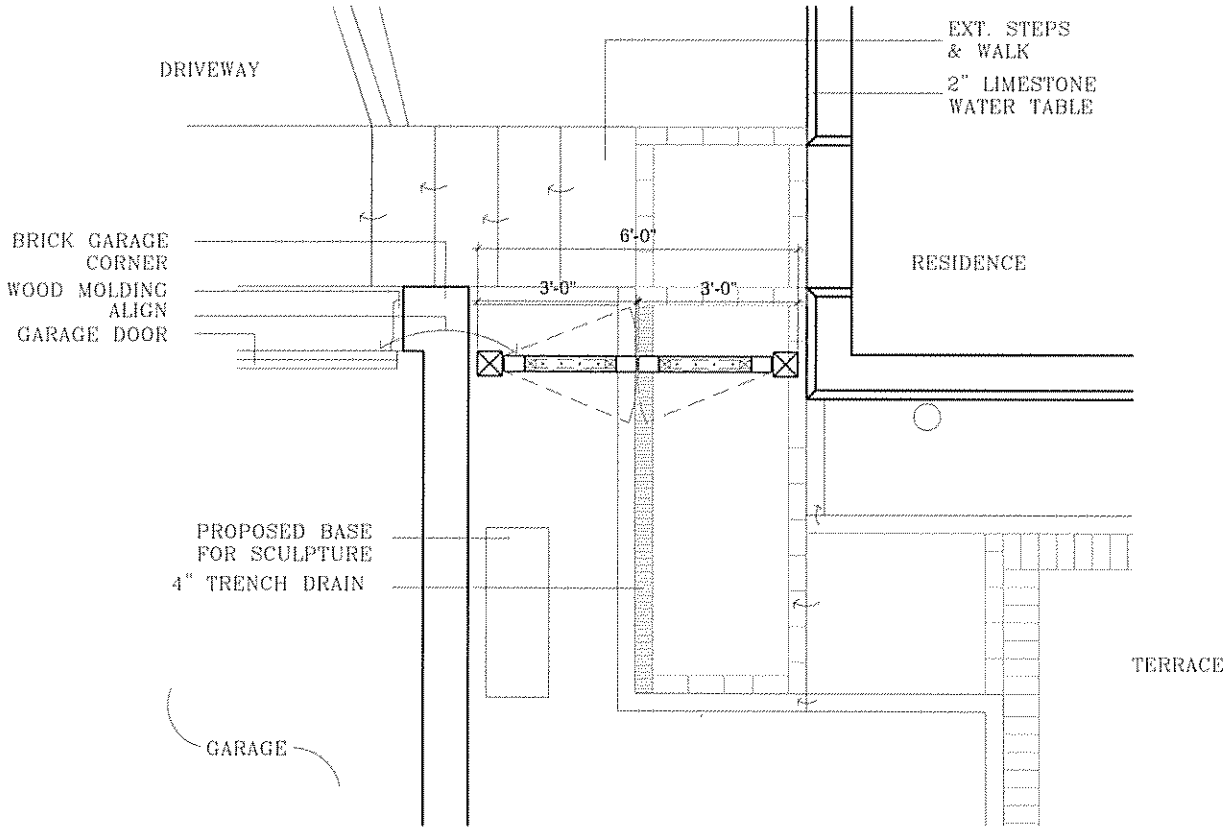 EXT. STEPS
& WALK
DRIVEWAY
2" LIMESTONE
WATER TABLE
BRICK GARAGE
CORNER
6'-0"
RESIDENCE
WOOD MOLDING
ALIGN
3'-0"
3'-0"
GARAGE DOOR
PROPOSED BASE
FOR SCULPTURE
4" TRENCH DRAIN
TERRACE
GARAGE